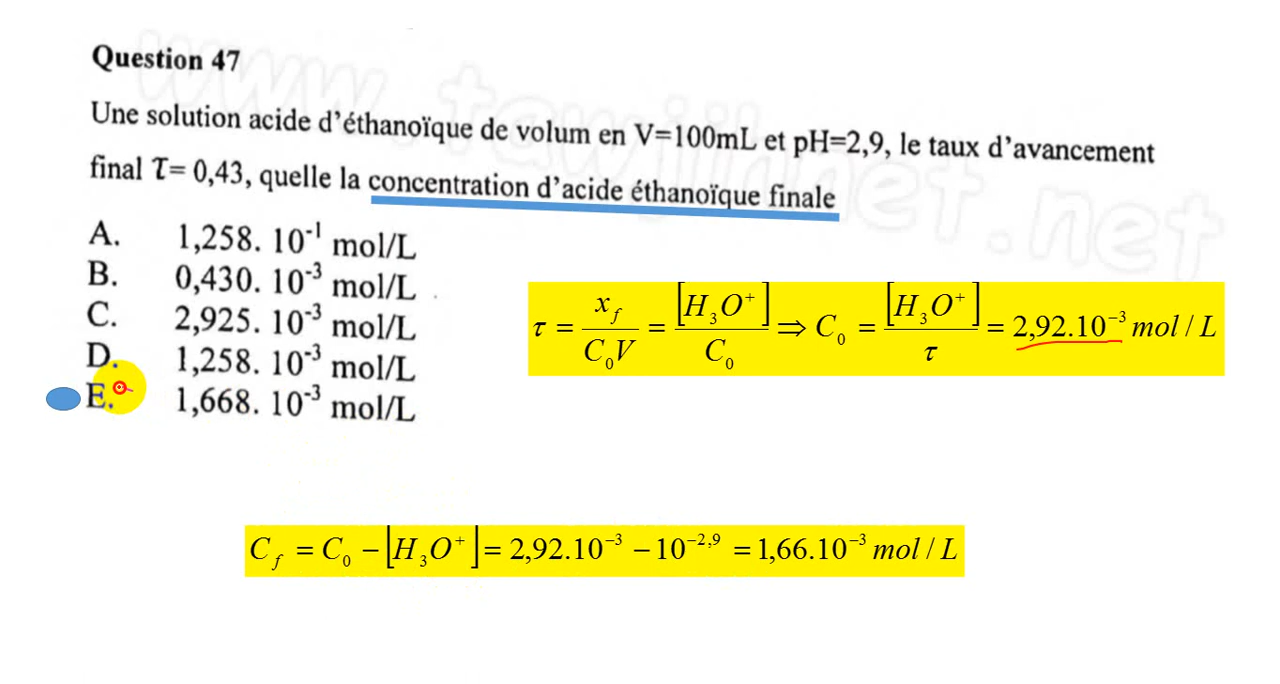 Question 47
Une solution acide d'éthanoïque de volum en V=100mL et pH=2,9, le taux d'avancement
final τ= 0,43, quelle la concentration d'acide éthanoïque finale
A. 1,258. 10⁻¹ mol/L
B. 0,430. 10⁻³ mol/L
C. 2,925. 10⁻³ mol/L
D. 1,258. 10⁻³ mol/L
E. 1,668. 10⁻³ mol/L
τ = x_f / C₀V = [H₃O⁺] / C₀ ⇒ C₀ = [H₃O⁺] / τ = 2,92.10⁻³ mol / L
C_f = C₀ − [H₃O⁺] = 2,92.10⁻³ − 10⁻²,⁹ = 1,66.10⁻³ mol / L
www.tawjihnet.net